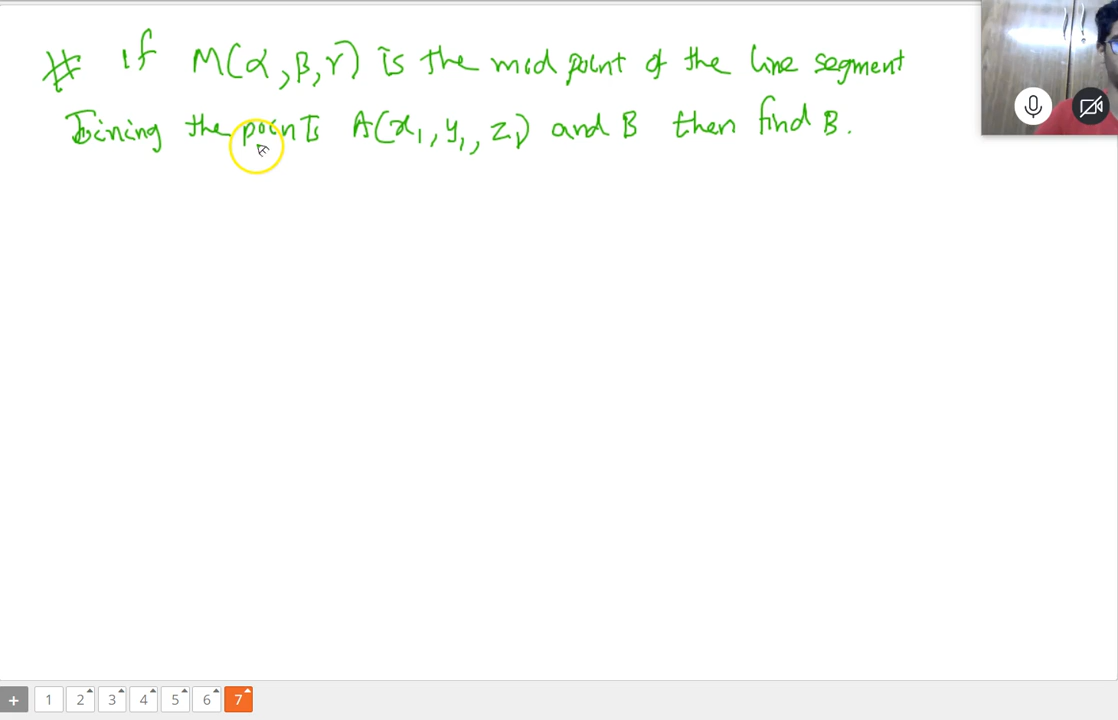 # If M(α, β, γ) is the mid point of the line segment
Joining the points A(x₁, y₁, z₁) and B then find B.
+ 1 2 3 4 5 6 7